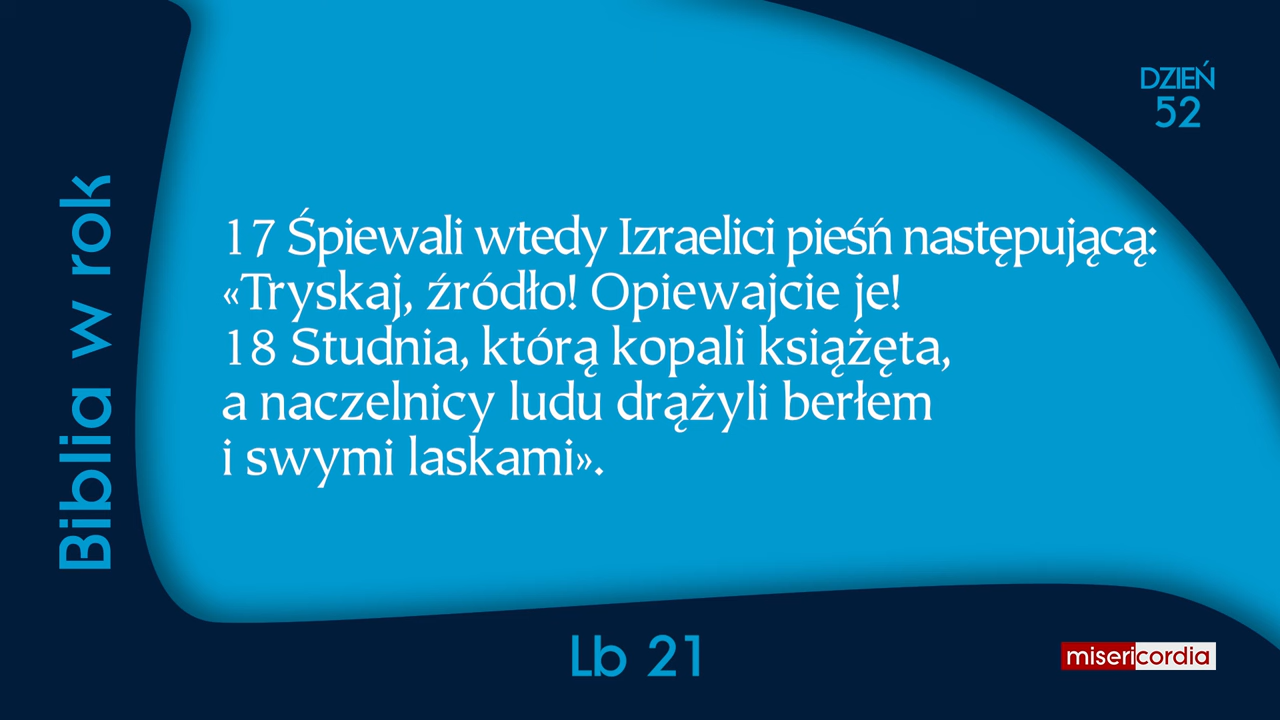 DZIEŃ
52
Biblia w rok
17 Śpiewali wtedy Izraelici pieśń następującą:
«Tryskaj, źródło! Opiewajcie je!
18 Studnia, którą kopali książęta,
a naczelnicy ludu drążyli berłem
i swymi laskami».
Lb 21
misericordia